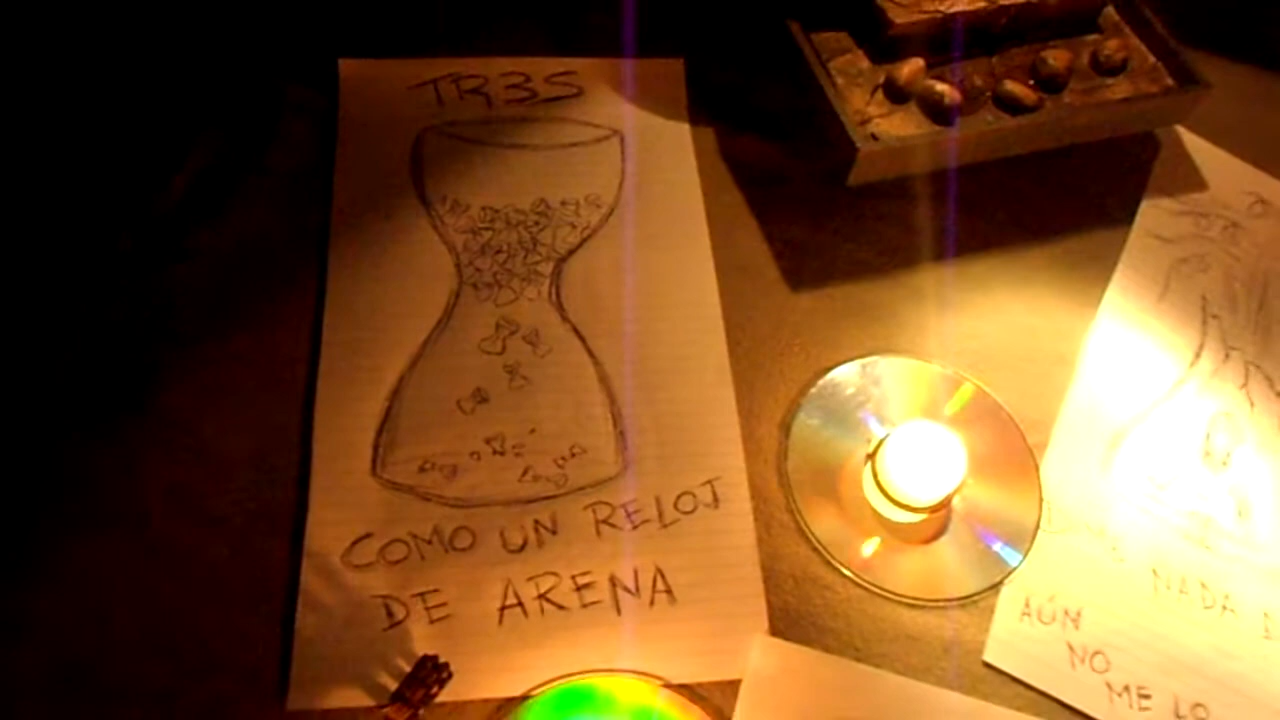 TR3S
COMO UN RELOJ
DE ARENA
NADA
AÚN
NO
ME LO